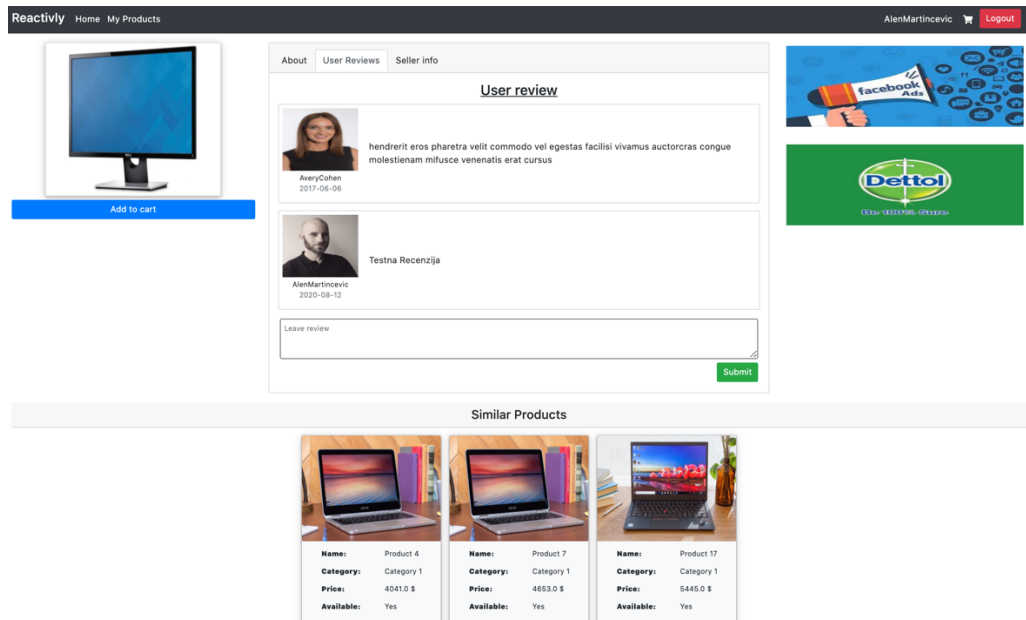 Reactivly Home My Products AlenMartincevic Logout
Add to cart
About User Reviews Seller info
User review
hendrerit eros pharetra velit commodo vel egestas facilisi vivamus auctorcras congue
molestienam mifusce venenatis erat cursus
AveryCohen
2017-06-06
Testna Recenzija
AlenMartincevic
2020-08-12
Leave review
Submit
facebook
Ads
Dettol
Be 100% Sure
Similar Products
Name: Product 4
Category: Category 1
Price: 4041.0 $
Available: Yes
Name: Product 7
Category: Category 1
Price: 4653.0 $
Available: Yes
Name: Product 17
Category: Category 1
Price: 5445.0 $
Available: Yes